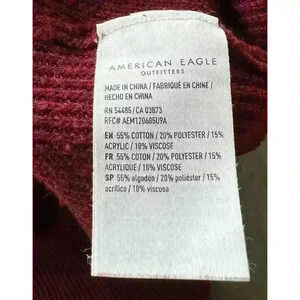 AMERICAN EAGLE
OUTFITTERS
MADE IN CHINA / FABRIQUÉ EN CHINE /
HECHO EN CHINA
RN 54485 / CA 03873
RFC# AEM120605U9A
EN 55% COTTON / 20% POLYESTER / 15%
ACRYLIC / 10% VISCOSE
FR 55% COTON / 20% POLYESTER / 15%
ACRYLIQUE / 10% VISCOSE
SP 55% algodón / 20% poliéster / 15%
acrílico / 10% viscosa